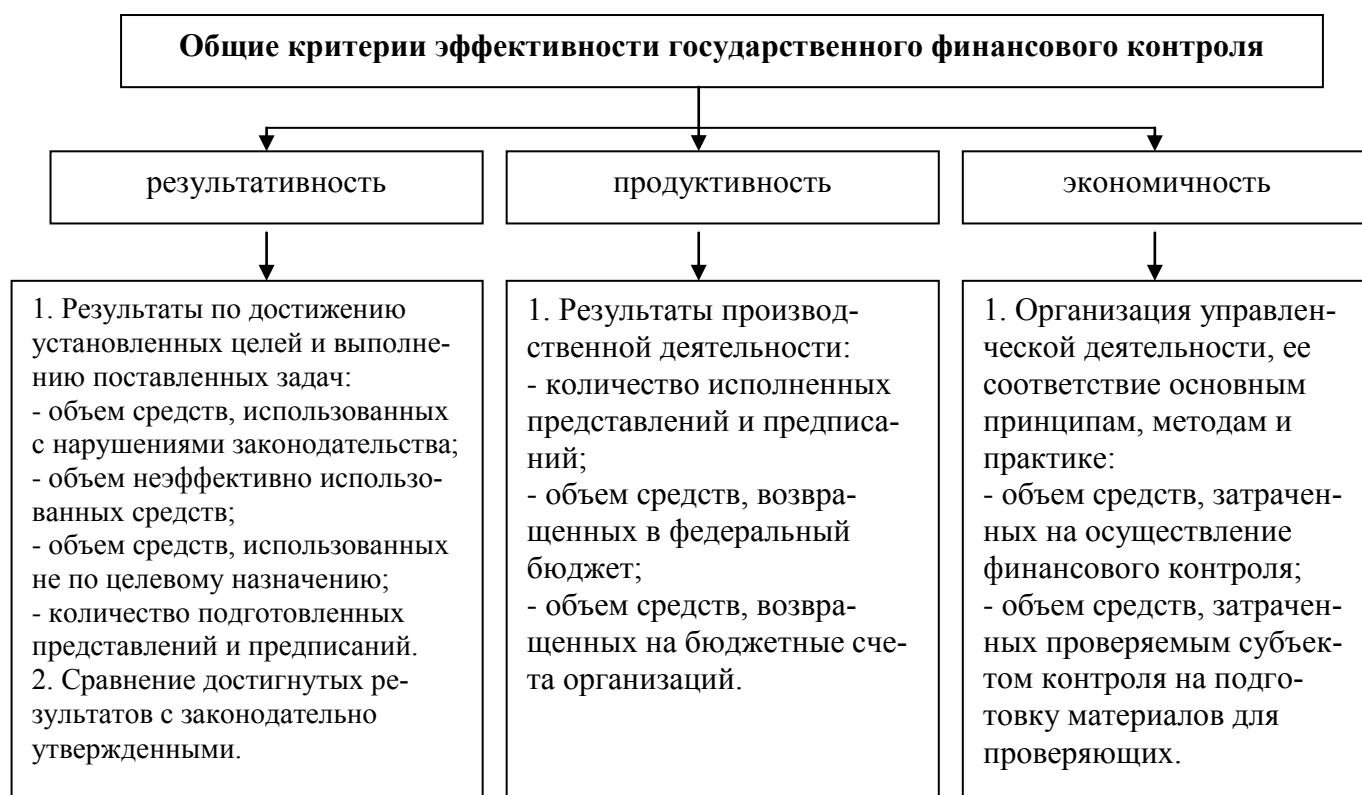 Общие критерии эффективности государственного финансового контроля
результативность
продуктивность
экономичность
1. Результаты по достижению
установленных целей и выполне-
нию поставленных задач:
- объем средств, использованных
с нарушениями законодательства;
- объем неэффективно использо-
ванных средств;
- объем средств, использованных
не по целевому назначению;
- количество подготовленных
представлений и предписаний.
2. Сравнение достигнутых ре-
зультатов с законодательно
утвержденными.
1. Результаты производ-
ственной деятельности:
- количество исполненных
представлений и предписа-
ний;
- объем средств, возвра-
щенных в федеральный
бюджет;
- объем средств, возвра-
щенных на бюджетные сче-
та организаций.
1. Организация управлен-
ческой деятельности, ее
соответствие основным
принципам, методам и
практике:
- объем средств, затрачен-
ных на осуществление
финансового контроля;
- объем средств, затрачен-
ных проверяемым субъек-
том контроля на подго-
товку материалов для
проверяющих.